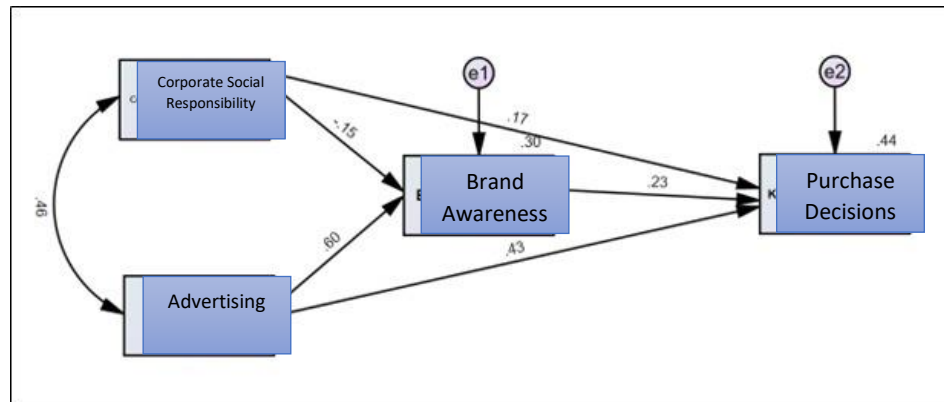 Corporate Social
Responsibility
e1
e2
.17
-.15
.30
.44
Brand
Awareness
.23
Purchase
Decisions
.46
.60
.43
Advertising